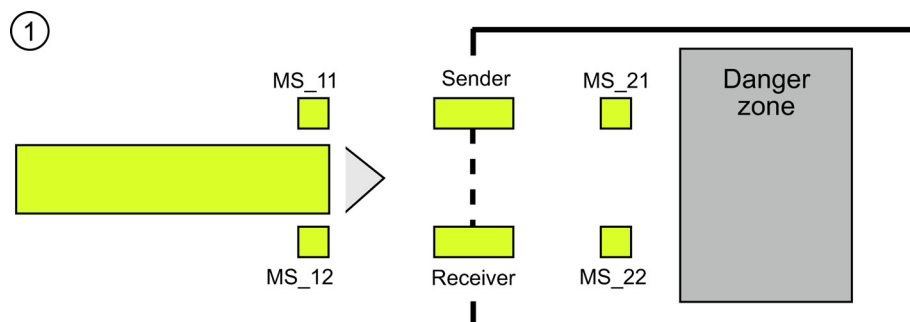 1
MS_11
Sender
MS_21
Danger
zone
MS_12
Receiver
MS_22